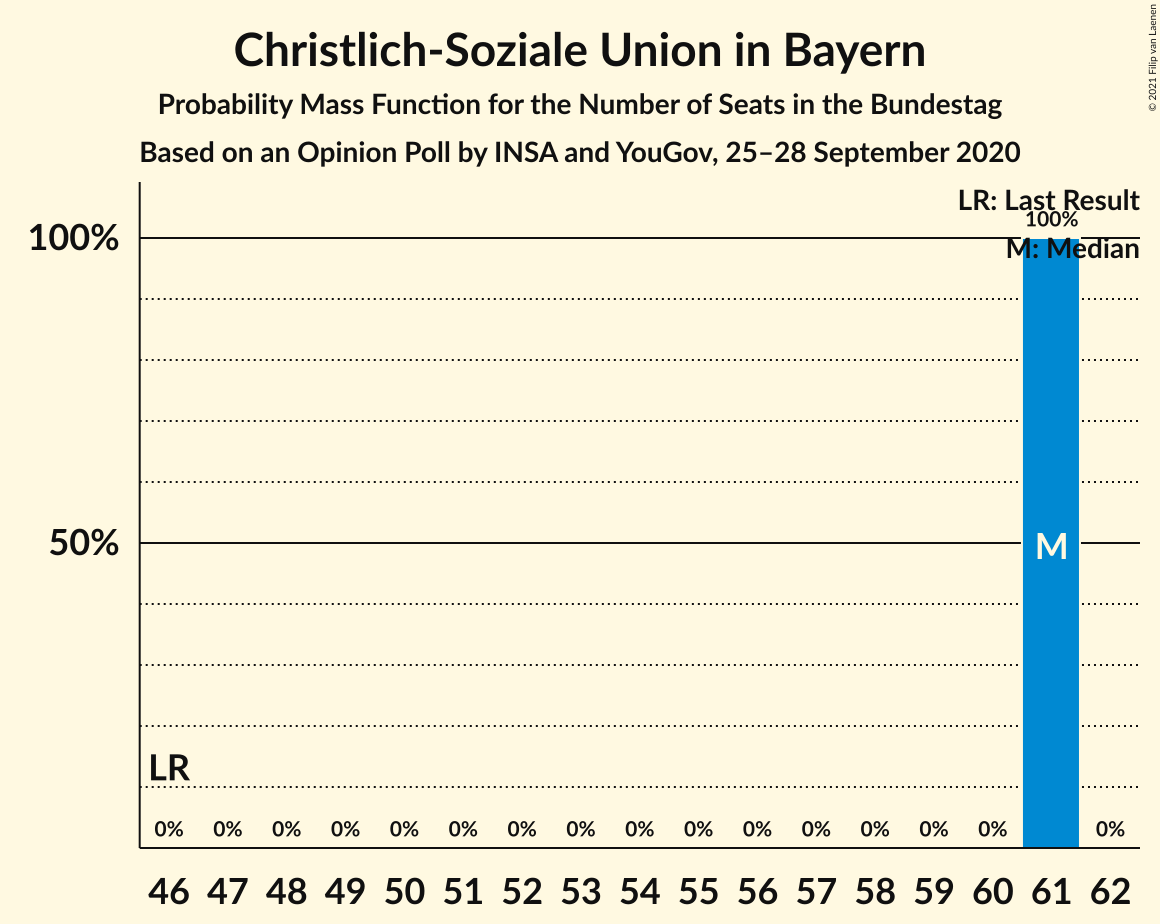 Christlich-Soziale Union in Bayern
Probability Mass Function for the Number of Seats in the Bundestag
Based on an Opinion Poll by INSA and YouGov, 25–28 September 2020
© 2021 Filip van Laenen
LR: Last Result
100%
100%
M: Median
50%
M
LR
0% 0% 0% 0% 0% 0% 0% 0% 0% 0% 0% 0% 0% 0% 0% 0%
46 47 48 49 50 51 52 53 54 55 56 57 58 59 60 61 62